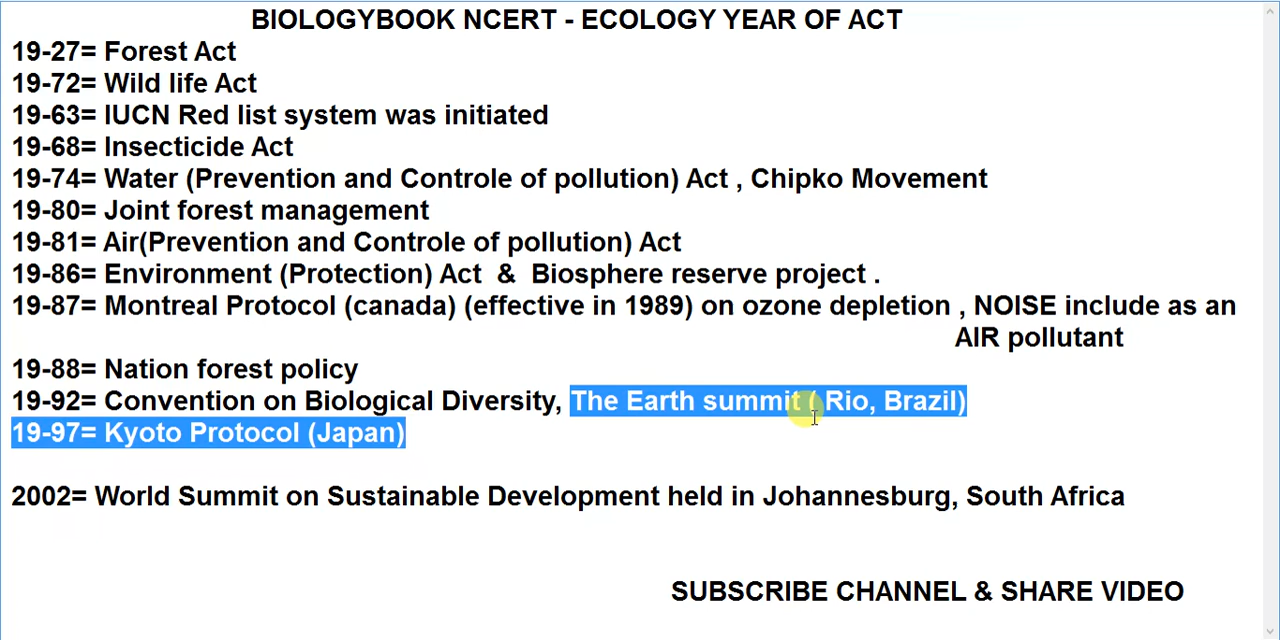 BIOLOGYBOOK NCERT - ECOLOGY YEAR OF ACT
19-27= Forest Act
19-72= Wild life Act
19-63= IUCN Red list system was initiated
19-68= Insecticide Act
19-74= Water (Prevention and Controle of pollution) Act , Chipko Movement
19-80= Joint forest management
19-81= Air(Prevention and Controle of pollution) Act
19-86= Environment (Protection) Act & Biosphere reserve project .
19-87= Montreal Protocol (canada) (effective in 1989) on ozone depletion , NOISE include as an
AIR pollutant
19-88= Nation forest policy
19-92= Convention on Biological Diversity, The Earth summit ( Rio, Brazil)
19-97= Kyoto Protocol (Japan)
2002= World Summit on Sustainable Development held in Johannesburg, South Africa
SUBSCRIBE CHANNEL & SHARE VIDEO